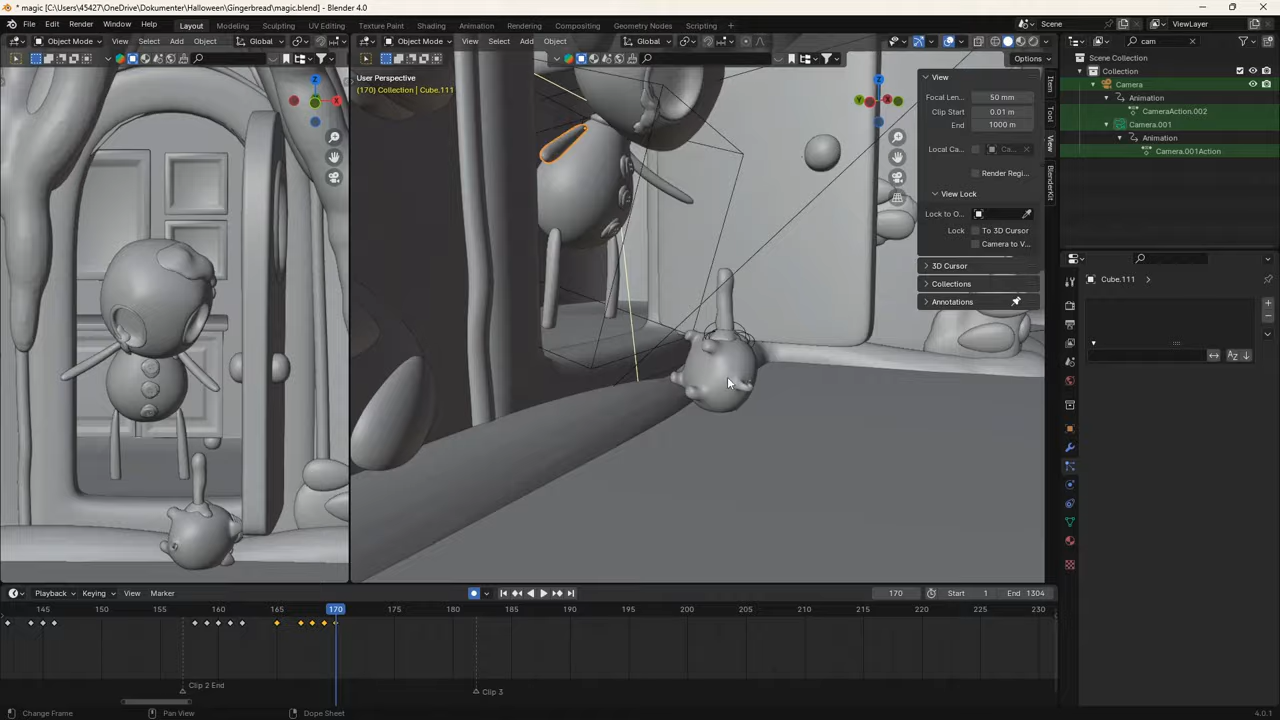 * magic [C:\Users\45427\OneDrive\Dokumenter\Halloween\Gingerbread\magic.blend] - Blender 4.0
File Edit Render Window Help Layout Modeling Sculpting UV Editing Texture Paint Shading Animation Rendering Compositing Geometry Nodes Scripting + Scene ViewLayer
Object Mode View Select Add Object Global
Object Mode View Select Add Object Global
cam
Options
User Perspective
(170) Collection | Cube.111
View
Focal Len... 50 mm
Clip Start 0.01 m
End 1000 m
Local Ca... Ca...
Render Regi...
View Lock
Lock to O...
Lock To 3D Cursor
Camera to V...
3D Cursor
Collections
Annotations
Item
Tool
View
BlenderKit
Scene Collection
Collection
Camera
Animation
CameraAction.002
Camera.001
Animation
Camera.001Action
Cube.111
Playback Keying View Marker 170 Start 1 End 1304
145 150 155 160 165 170 175 180 185 190 195 200 205 210 215 220 225 230
Clip 2 End
Clip 3
Change Frame Pan View Dope Sheet 4.0.1